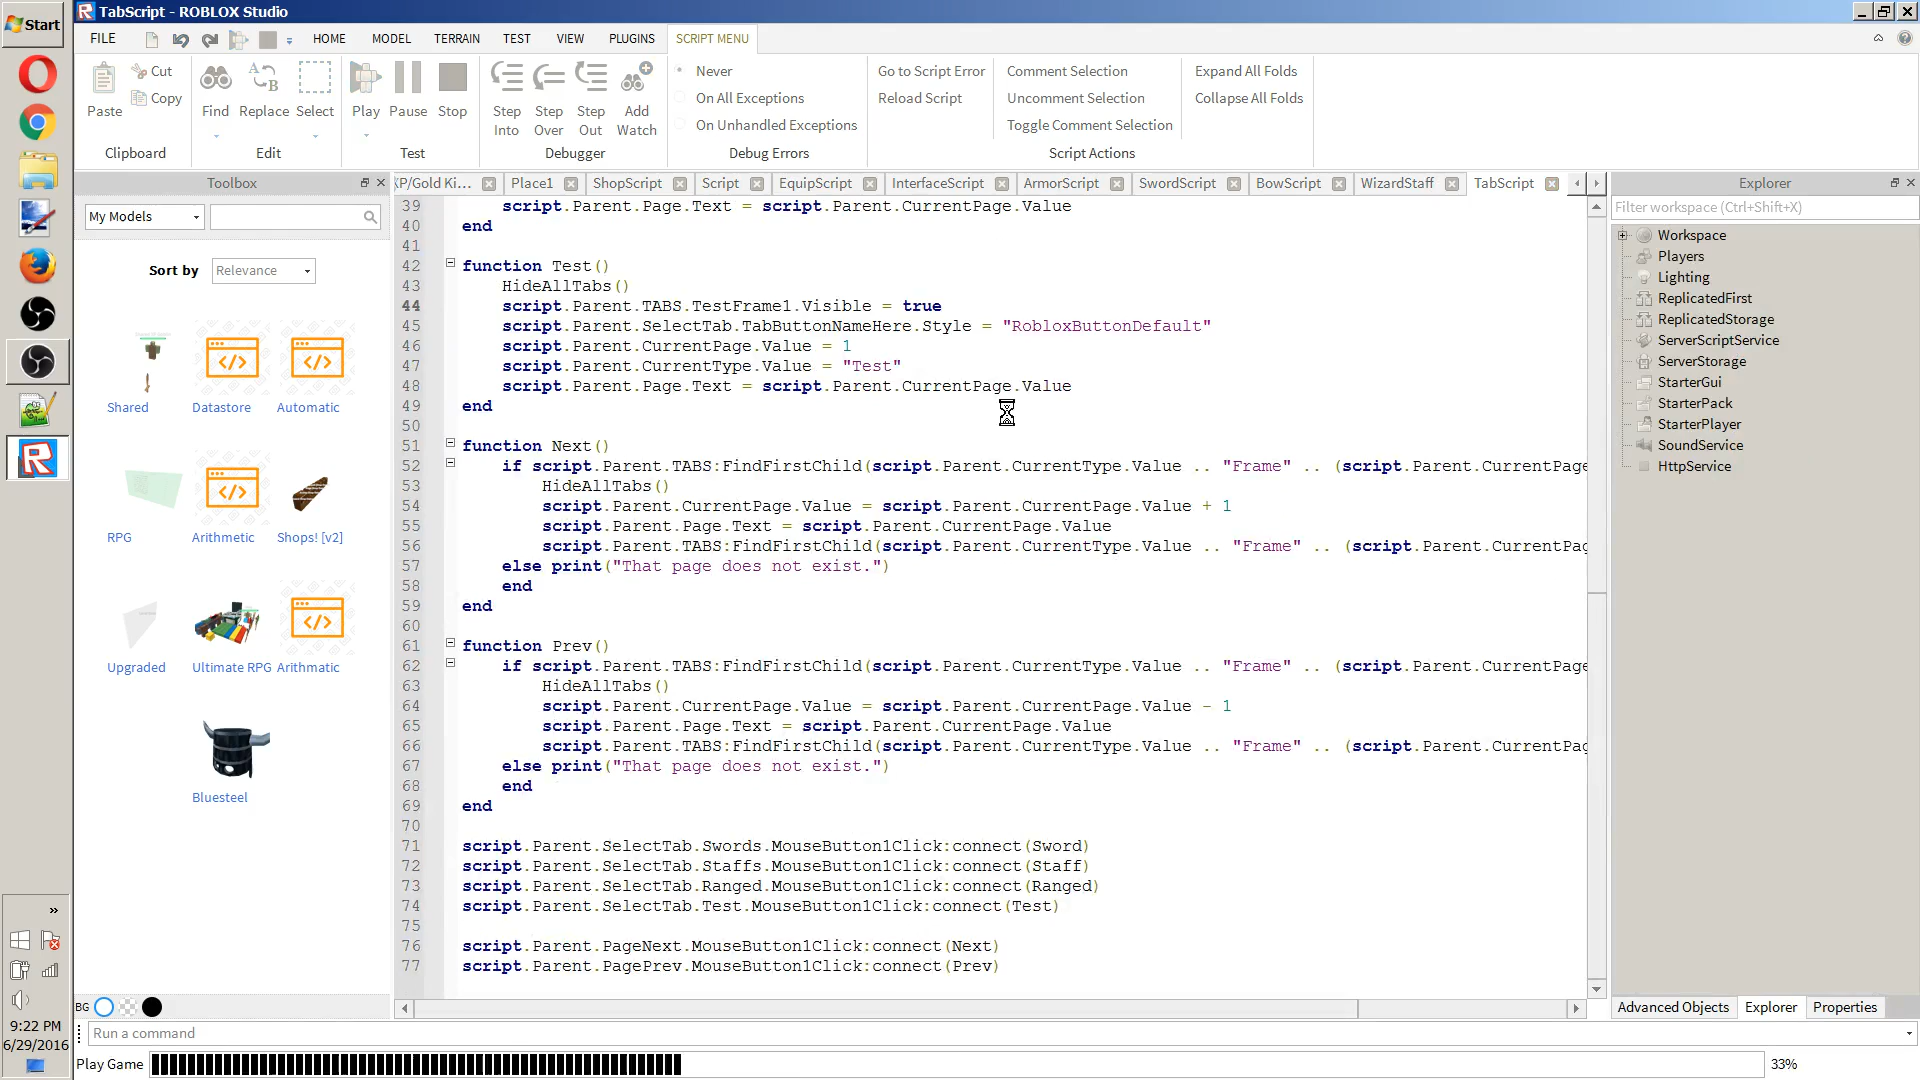 Start
TabScript - ROBLOX Studio
FILE
HOME
MODEL
TERRAIN
TEST
VIEW
PLUGINS
SCRIPT MENU
Paste
Cut
Copy
Clipboard
Find
Replace
Select
Edit
Play
Pause
Stop
Test
Step Into
Step Over
Step Out
Add Watch
Debugger
Never
On All Exceptions
On Unhandled Exceptions
Debug Errors
Go to Script Error
Reload Script
Comment Selection
Uncomment Selection
Toggle Comment Selection
Script Actions
Expand All Folds
Collapse All Folds
Toolbox
My Models
Sort by
Relevance
Shared
Datastore
Automatic
RPG
Arithmetic
Shops! [v2]
Upgraded
Ultimate RPG
Arithmatic
Bluesteel
BG
XP/Gold Ki...
Place1
ShopScript
Script
EquipScript
InterfaceScript
ArmorScript
SwordScript
BowScript
WizardStaff
TabScript
39 script.Parent.Page.Text = script.Parent.CurrentPage.Value
40 end
41
42 function Test()
43 HideAllTabs()
44 script.Parent.TABS.TestFrame1.Visible = true
45 script.Parent.SelectTab.TabButtonNameHere.Style = "RobloxButtonDefault"
46 script.Parent.CurrentPage.Value = 1
47 script.Parent.CurrentType.Value = "Test"
48 script.Parent.Page.Text = script.Parent.CurrentPage.Value
49 end
50
51 function Next()
52 if script.Parent.TABS:FindFirstChild(script.Parent.CurrentType.Value .. "Frame" .. (script.Parent.CurrentPage
53 HideAllTabs()
54 script.Parent.CurrentPage.Value = script.Parent.CurrentPage.Value + 1
55 script.Parent.Page.Text = script.Parent.CurrentPage.Value
56 script.Parent.TABS:FindFirstChild(script.Parent.CurrentType.Value .. "Frame" .. (script.Parent.CurrentPag
57 else print("That page does not exist.")
58 end
59 end
60
61 function Prev()
62 if script.Parent.TABS:FindFirstChild(script.Parent.CurrentType.Value .. "Frame" .. (script.Parent.CurrentPage
63 HideAllTabs()
64 script.Parent.CurrentPage.Value = script.Parent.CurrentPage.Value - 1
65 script.Parent.Page.Text = script.Parent.CurrentPage.Value
66 script.Parent.TABS:FindFirstChild(script.Parent.CurrentType.Value .. "Frame" .. (script.Parent.CurrentPag
67 else print("That page does not exist.")
68 end
69 end
70
71 script.Parent.SelectTab.Swords.MouseButton1Click:connect(Sword)
72 script.Parent.SelectTab.Staffs.MouseButton1Click:connect(Staff)
73 script.Parent.SelectTab.Ranged.MouseButton1Click:connect(Ranged)
74 script.Parent.SelectTab.Test.MouseButton1Click:connect(Test)
75
76 script.Parent.PageNext.MouseButton1Click:connect(Next)
77 script.Parent.PagePrev.MouseButton1Click:connect(Prev)
Explorer
Filter workspace (Ctrl+Shift+X)
Workspace
Players
Lighting
ReplicatedFirst
ReplicatedStorage
ServerScriptService
ServerStorage
StarterGui
StarterPack
StarterPlayer
SoundService
HttpService
Advanced Objects
Explorer
Properties
9:22 PM
6/29/2016
Run a command
Play Game
33%